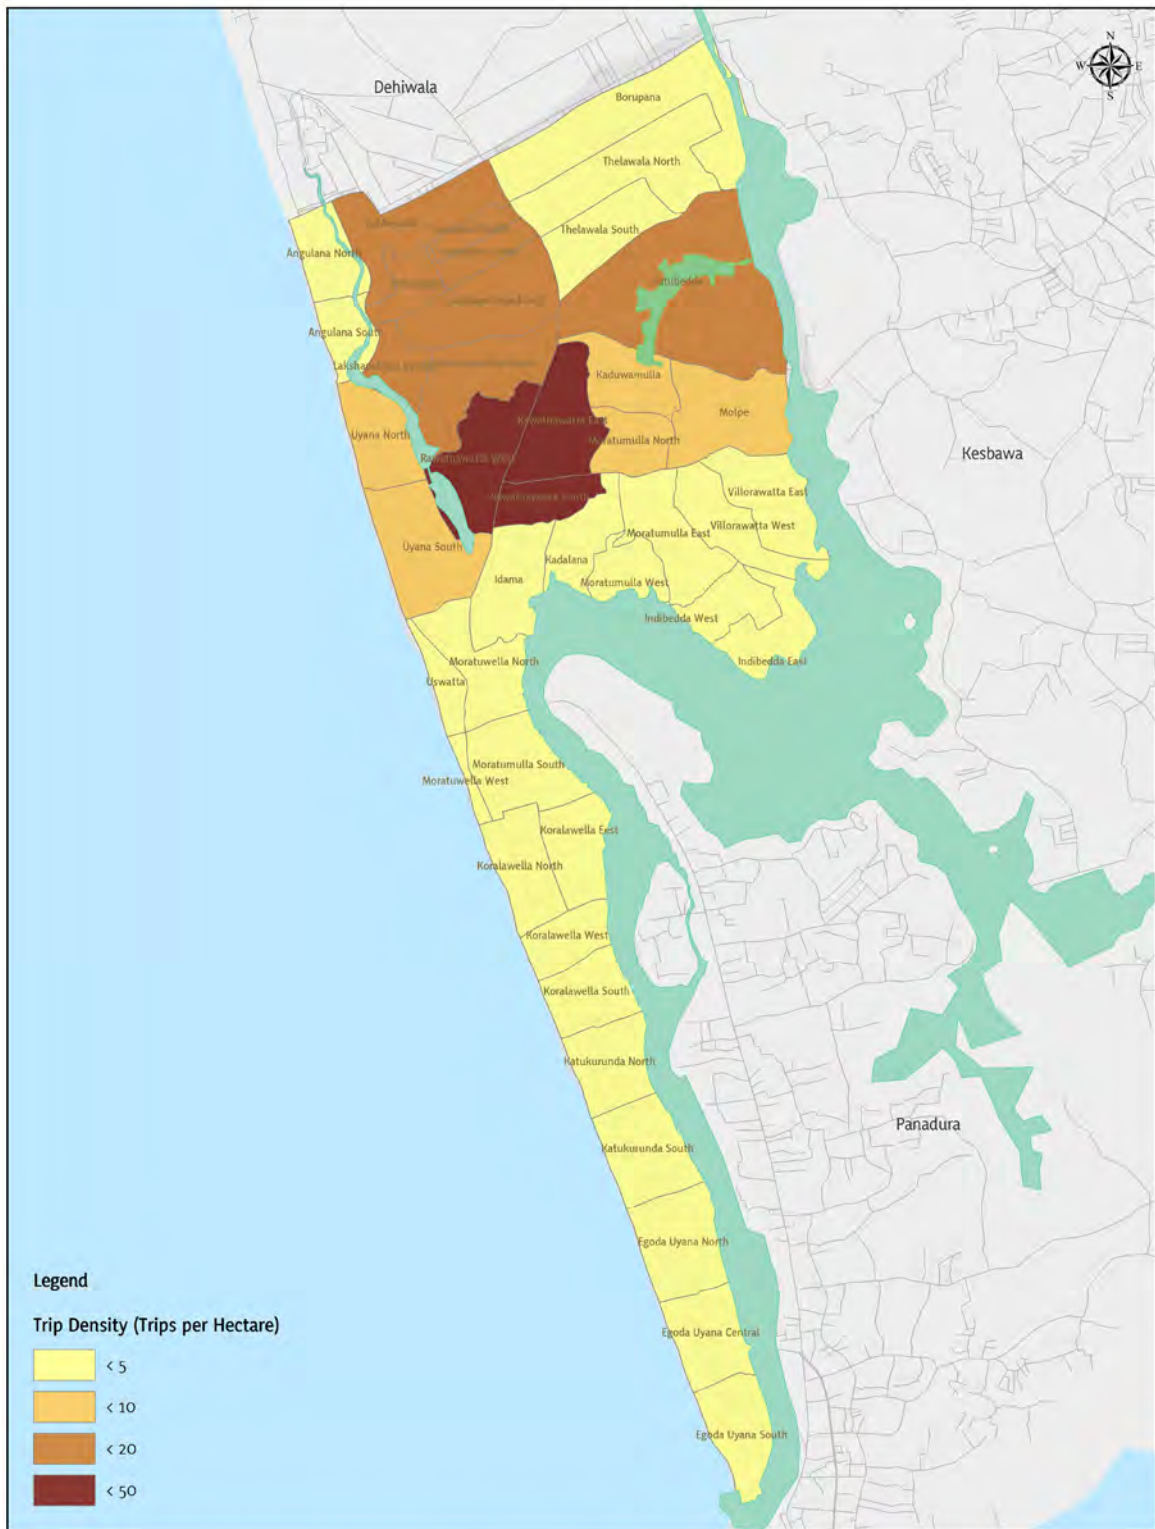 N
W E
S
Dehiwala
Borupana
Thelawala North
Thelawala South
Angulana North
Angulana South
Kaduwamulla
Molpe
Uyana North
Moratumulla North
Kesbawa
Villorawatta East
Villorawatta West
Moratumulla East
Uyana South
Kadalana
Idama
Moratumulla West
Indibedda West
Indibedda East
Moratuwella North
Uswatta
Moratumulla South
Moratuwella West
Koralawella East
Koralawella North
Koralawella West
Koralawella South
Katukurunda North
Panadura
Katukurunda South
Egoda Uyana North
Egoda Uyana Central
Egoda Uyana South
Legend
Trip Density (Trips per Hectare)
< 5
< 10
< 20
< 50